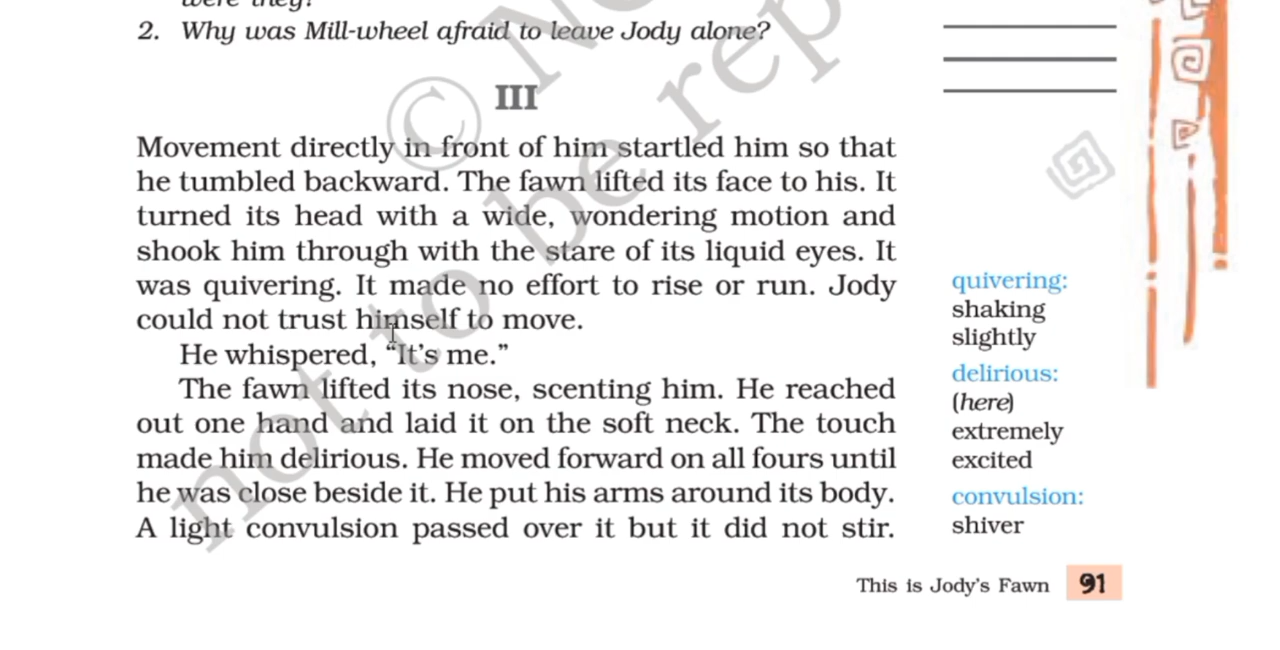 2. Why was Mill-wheel afraid to leave Jody alone?
III
Movement directly in front of him startled him so that
he tumbled backward. The fawn lifted its face to his. It
turned its head with a wide, wondering motion and
shook him through with the stare of its liquid eyes. It
was quivering. It made no effort to rise or run. Jody
could not trust himself to move.
He whispered, “It’s me.”
The fawn lifted its nose, scenting him. He reached
out one hand and laid it on the soft neck. The touch
made him delirious. He moved forward on all fours until
he was close beside it. He put his arms around its body.
A light convulsion passed over it but it did not stir.
quivering:
shaking
slightly
delirious:
(here)
extremely
excited
convulsion:
shiver
This is Jody’s Fawn 91
© N
not to be rep